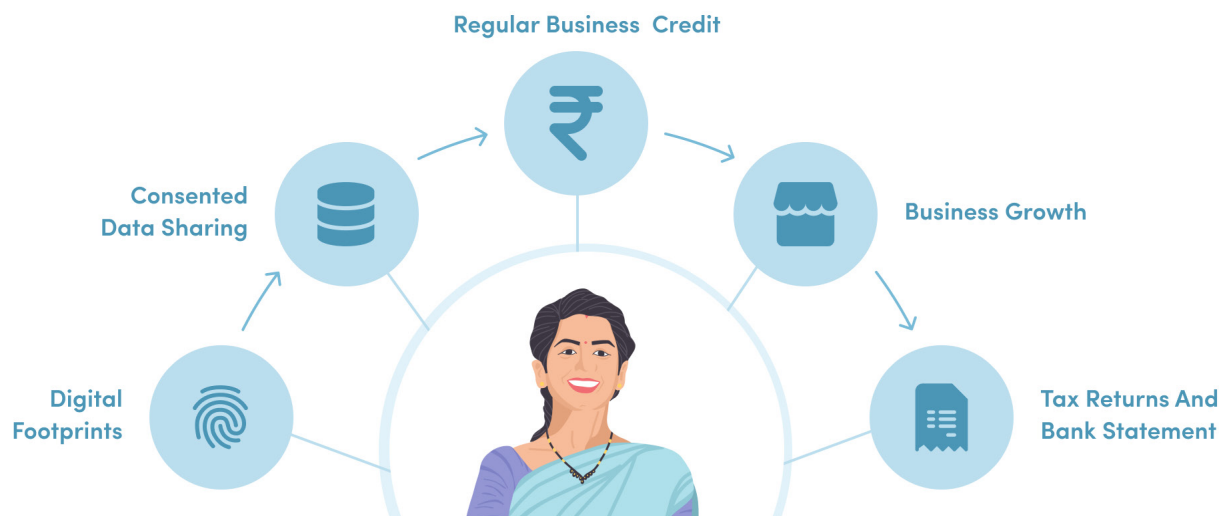 Regular Business Credit
Consented
Data Sharing
Business Growth
Digital
Footprints
Tax Returns And
Bank Statement